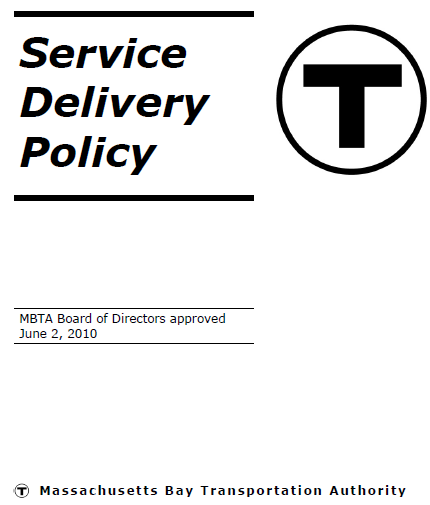 Service
Delivery
Policy
T
MBTA Board of Directors approved
June 2, 2010
T Massachusetts Bay Transportation Authority